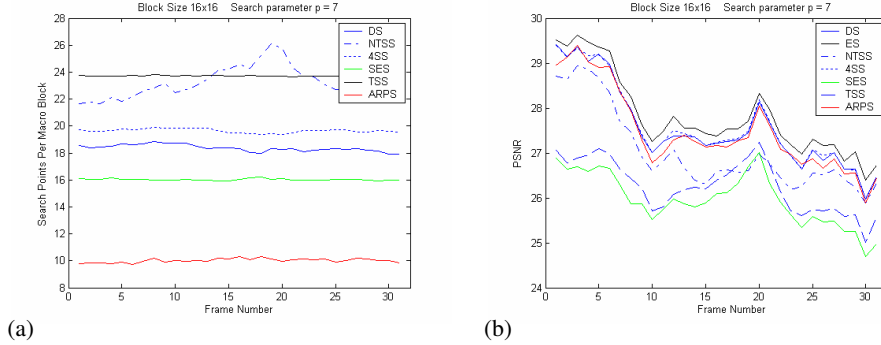 Block Size 16x16 Search parameter p = 7
28
26
24
22
20
18
16
14
12
10
8
0
5
10
15
20
25
30
Search Points Per Macro Block
Frame Number
DS
NTSS
4SS
SES
TSS
ARPS
(a)
Block Size 16x16 Search parameter p = 7
30
29
28
27
26
25
24
0
5
10
15
20
25
30
PSNR
Frame Number
DS
ES
NTSS
4SS
SES
TSS
ARPS
(b)